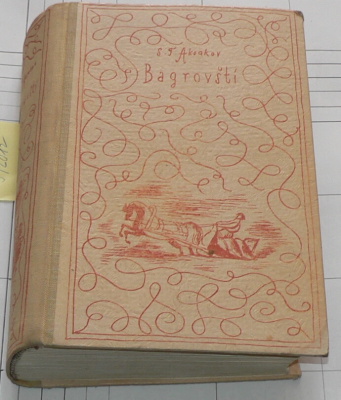 S. T. Aksakov
Bagrovští